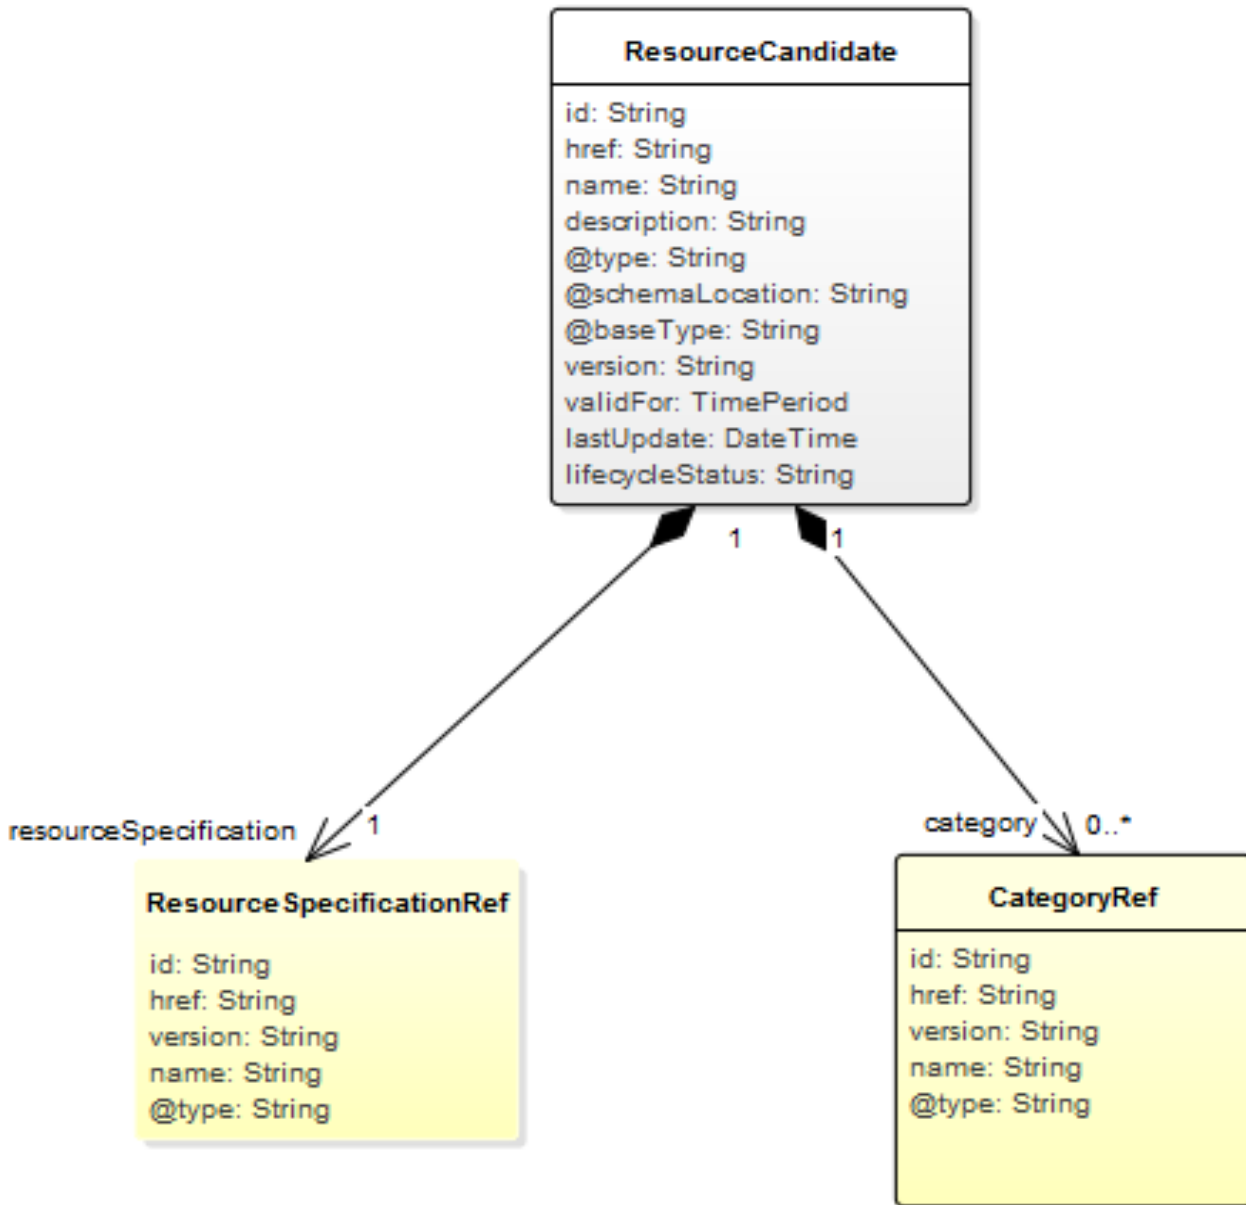 ResourceCandidate
id: String
href: String
name: String
description: String
@type: String
@schemaLocation: String
@baseType: String
version: String
validFor: TimePeriod
lastUpdate: DateTime
lifecycleStatus: String
1
1
resourceSpecification
1
category
0..*
ResourceSpecificationRef
id: String
href: String
version: String
name: String
@type: String
CategoryRef
id: String
href: String
version: String
name: String
@type: String